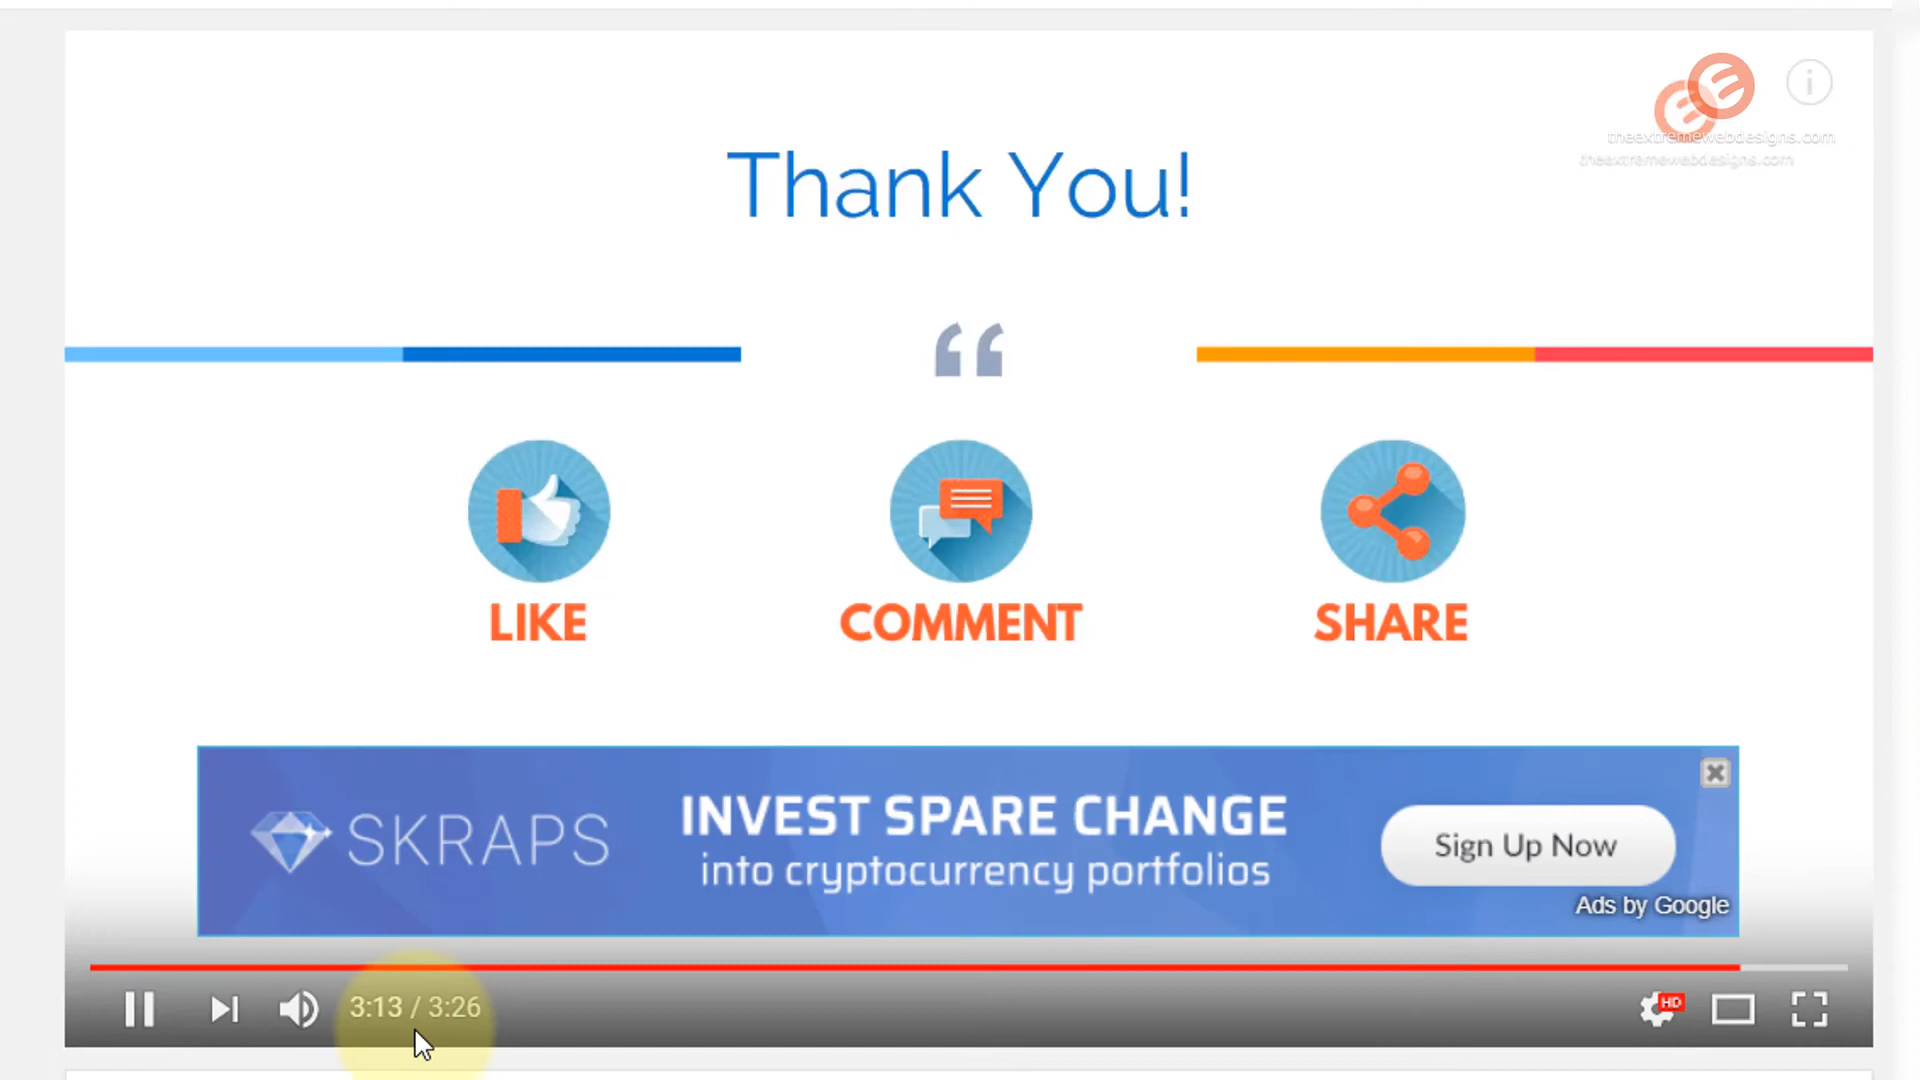 theextremewebdesigns.com
theextremewebdesigns.com
Thank You!
“
LIKE
COMMENT
SHARE
SKRAPS
INVEST SPARE CHANGE
into cryptocurrency portfolios
Sign Up Now
Ads by Google
3:13 / 3:26
HD